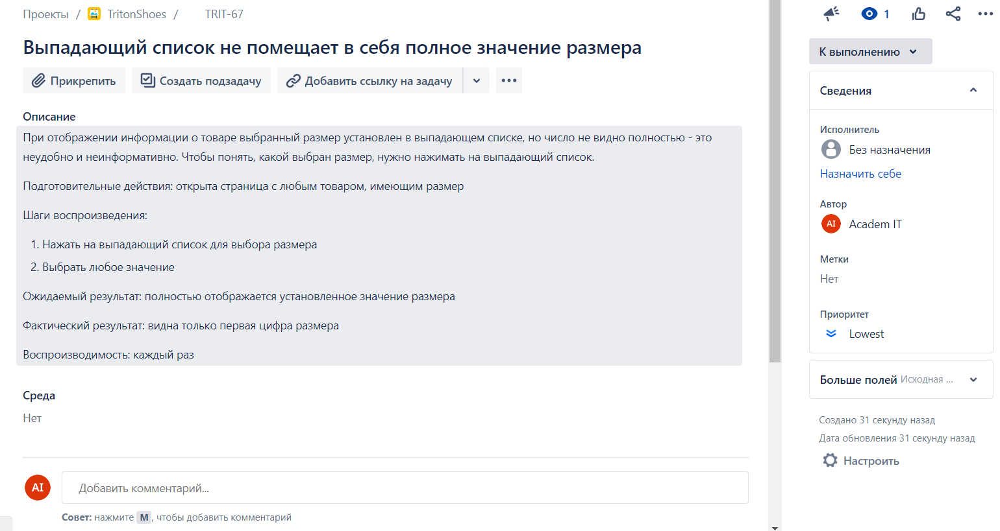 Проекты / TritonShoes / TRIT-67
1
Выпадающий список не помещает в себя полное значение размера
К выполнению
Прикрепить
Создать подзадачу
Добавить ссылку на задачу
Сведения
Описание
При отображении информации о товаре выбранный размер установлен в выпадающем списке, но число не видно полностью - это
неудобно и неинформативно. Чтобы понять, какой выбран размер, нужно нажимать на выпадающий список.
Подготовительные действия: открыта страница с любым товаром, имеющим размер
Шаги воспроизведения:
1. Нажать на выпадающий список для выбора размера
2. Выбрать любое значение
Ожидаемый результат: полностью отображается установленное значение размера
Фактический результат: видна только первая цифра размера
Воспроизводимость: каждый раз
Среда
Нет
AI
Добавить комментарий...
Совет: нажмите M, чтобы добавить комментарий
Исполнитель
Без назначения
Назначить себе
Автор
AI Academ IT
Метки
Нет
Приоритет
Lowest
Больше полей Исходная ...
Создано 31 секунду назад
Дата обновления 31 секунду назад
Настроить